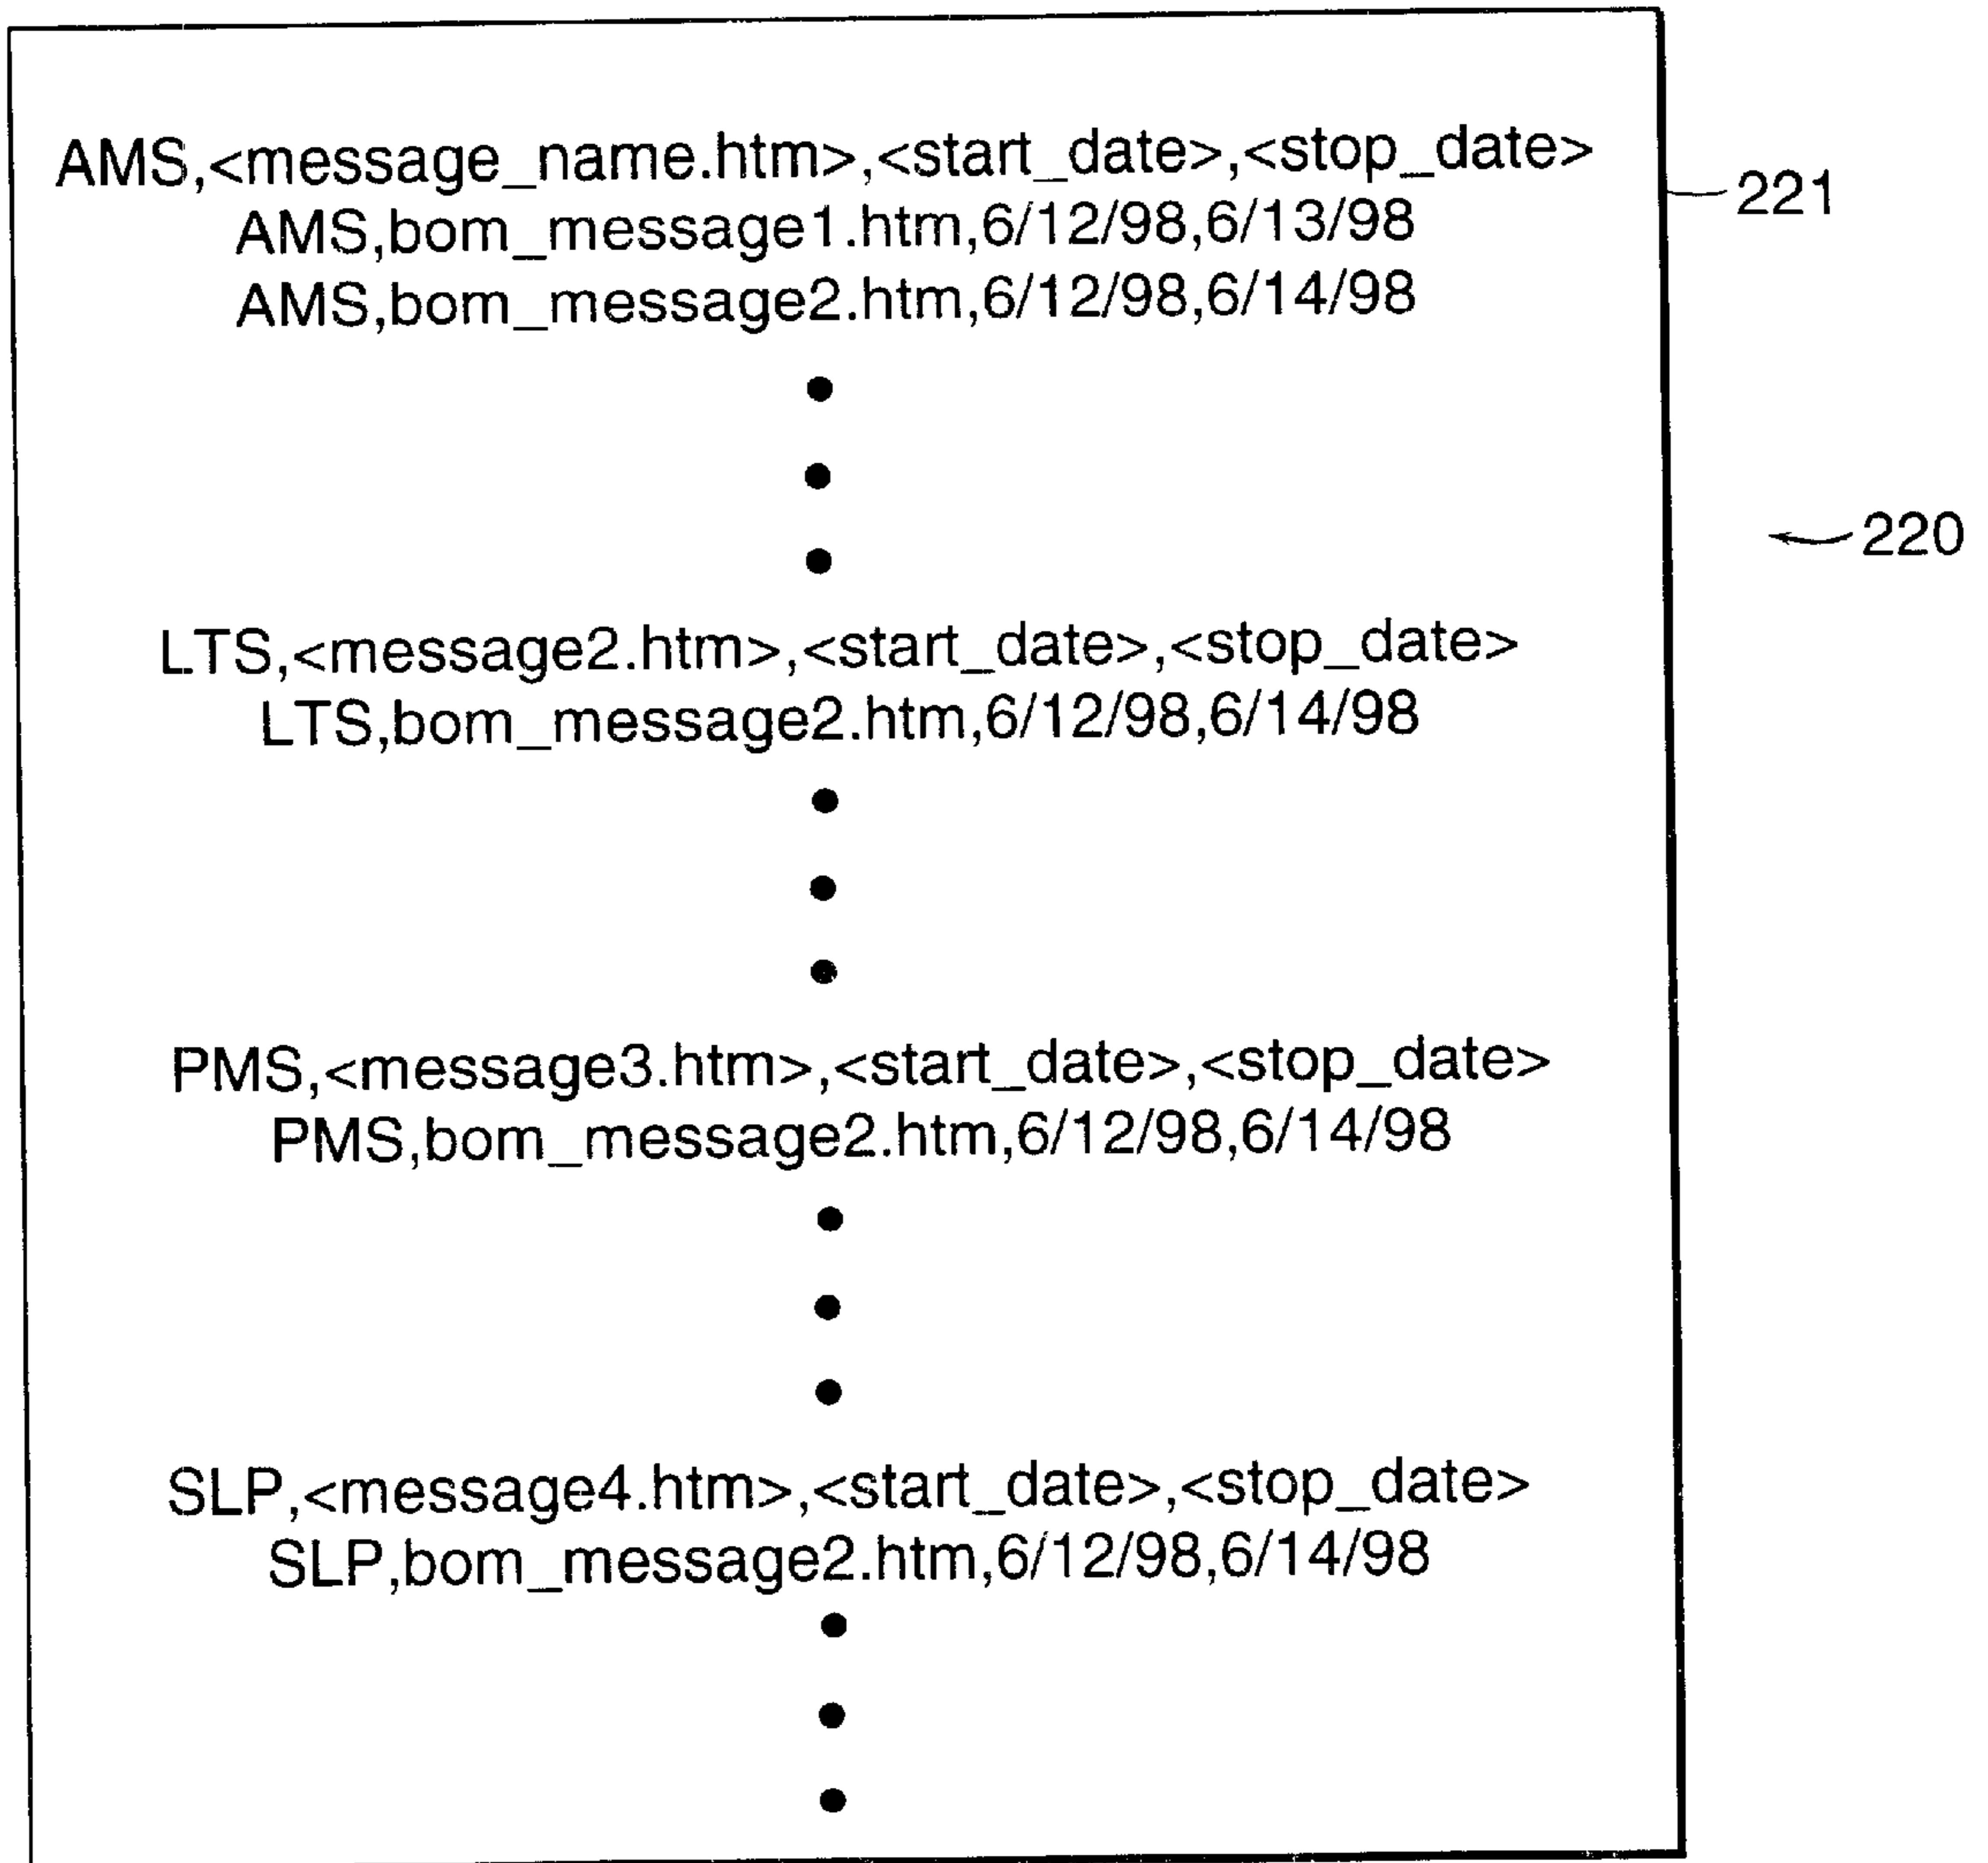 AMS,<message_name.htm>,<start_date>,<stop_date>
221
AMS,bom_message1.htm,6/12/98,6/13/98
AMS,bom_message2.htm,6/12/98,6/14/98
220
LTS,<message2.htm>,<start_date>,<stop_date>
LTS,bom_message2.htm,6/12/98,6/14/98
PMS,<message3.htm>,<start_date>,<stop_date>
PMS,bom_message2.htm,6/12/98,6/14/98
SLP,<message4.htm>,<start_date>,<stop_date>
SLP,bom_message2.htm,6/12/98,6/14/98